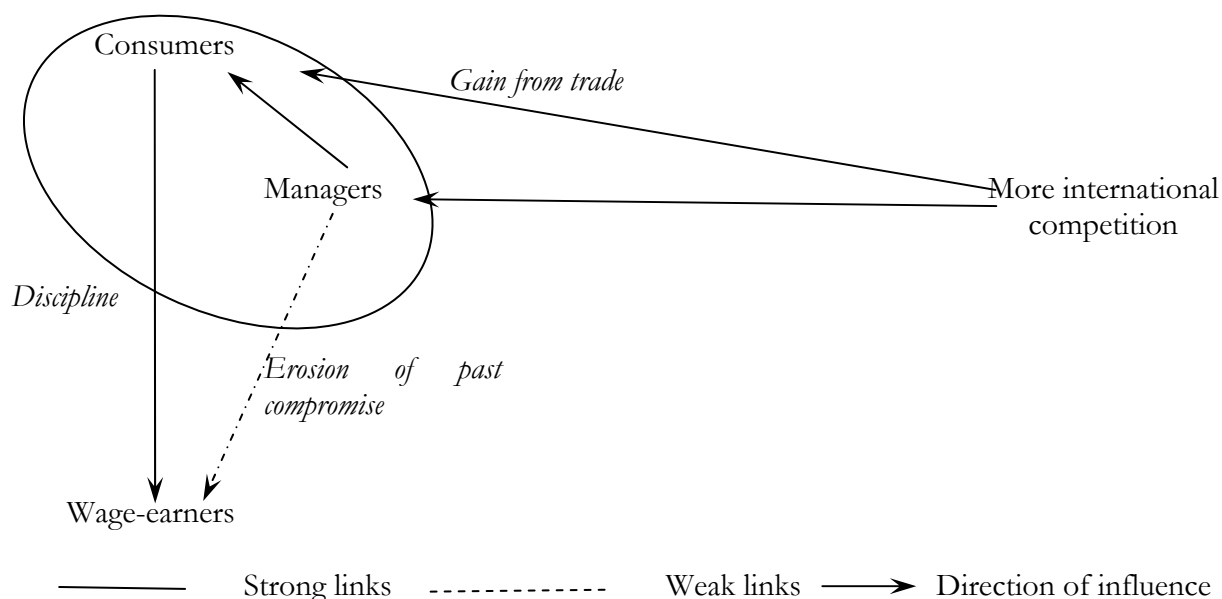 Consumers
Gain from trade
Managers
More international
competition
Discipline
Erosion of past
compromise
Wage-earners
Strong links
Weak links
Direction of influence